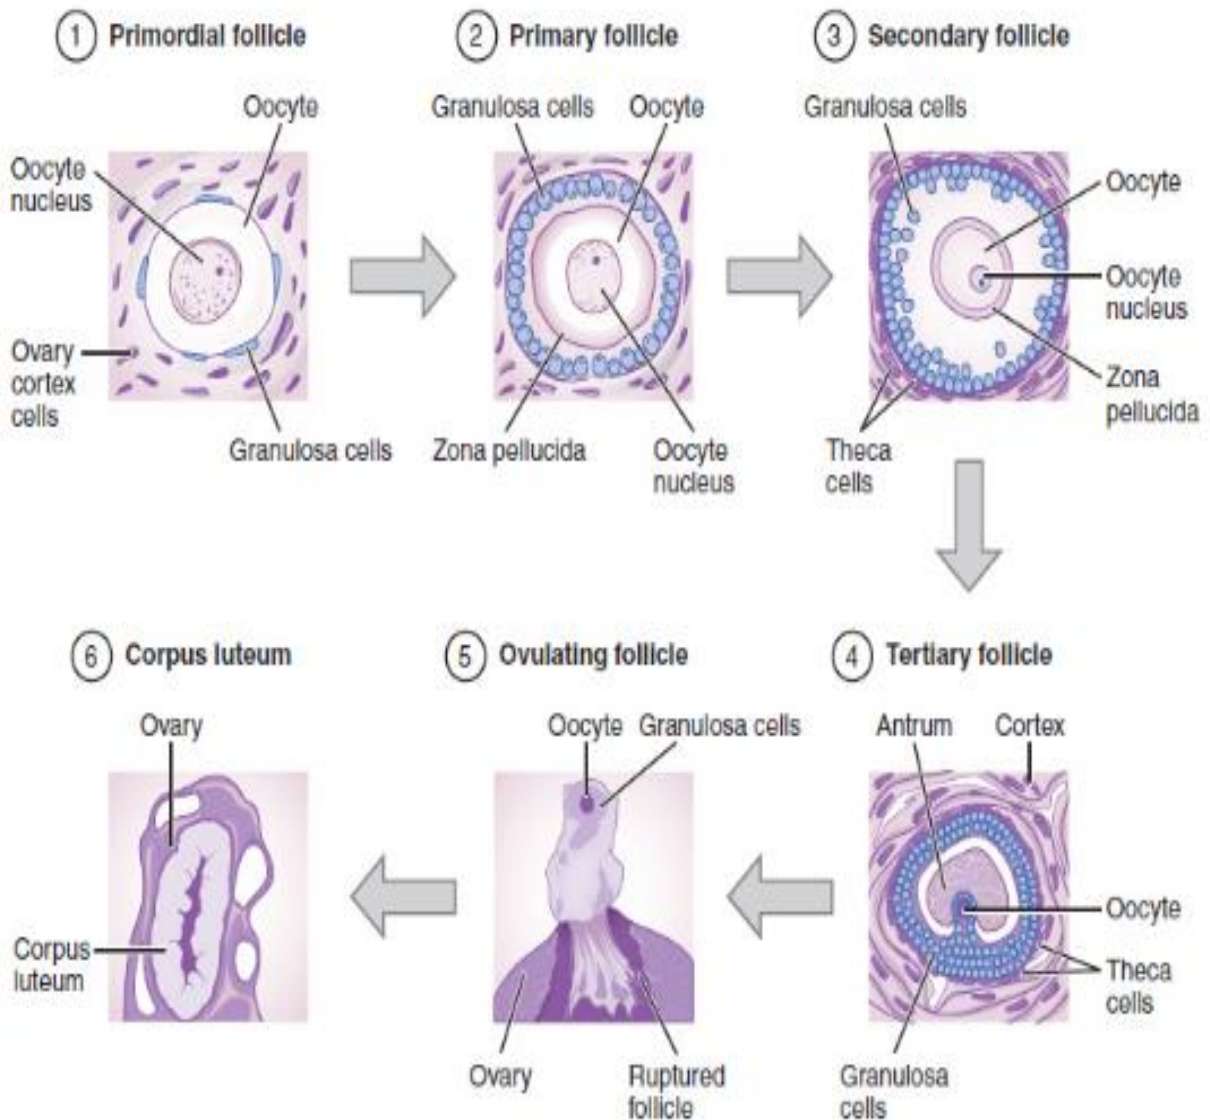 1 Primordial follicle
Oocyte
Oocyte
nucleus
Ovary
cortex
cells
Granulosa cells
2 Primary follicle
Granulosa cells
Oocyte
Zona pellucida
Oocyte
nucleus
3 Secondary follicle
Granulosa cells
Oocyte
Oocyte
nucleus
Zona
pellucida
Theca
cells
4 Tertiary follicle
Antrum
Cortex
Oocyte
Theca
cells
Granulosa
cells
5 Ovulating follicle
Oocyte
Granulosa cells
Ovary
Ruptured
follicle
6 Corpus luteum
Ovary
Corpus
luteum